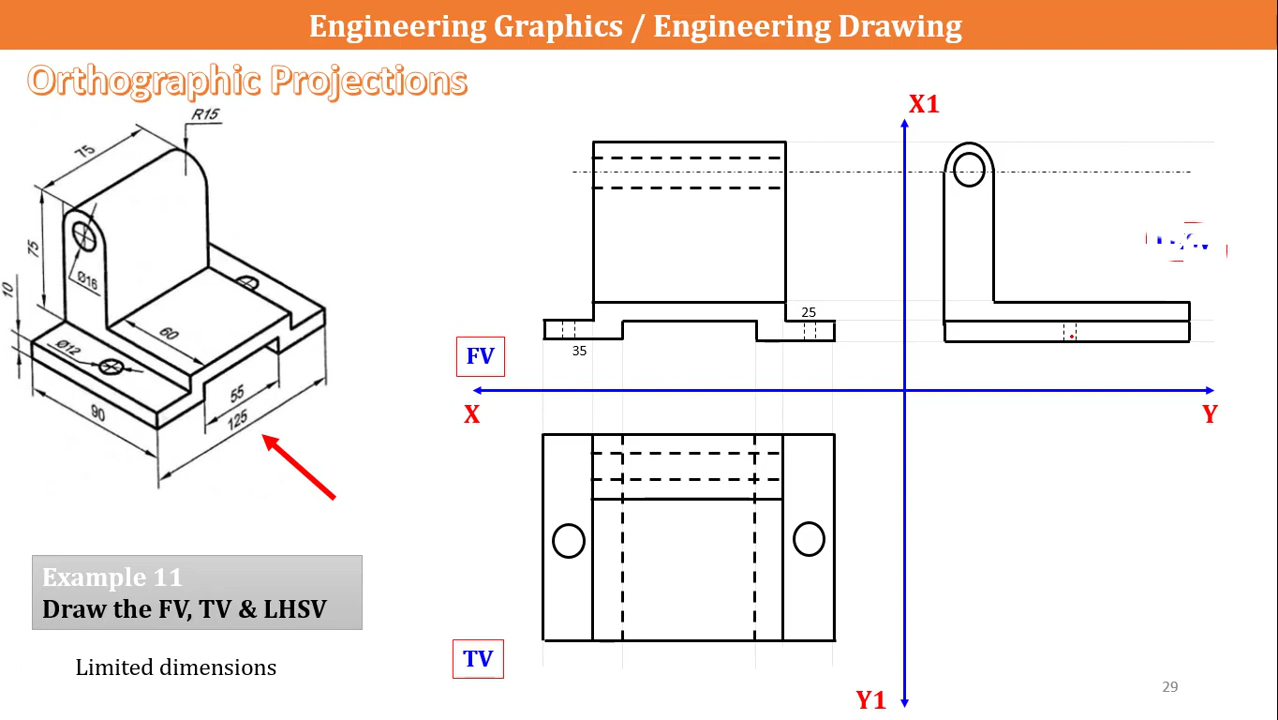 Engineering Graphics / Engineering Drawing
Orthographic Projections
R15
75
75
Ø16
10
60
Ø12
55
125
90
X1
25
35
FV
X
Y
TV
Y1
Example 11
Draw the FV, TV & LHSV
Limited dimensions
29